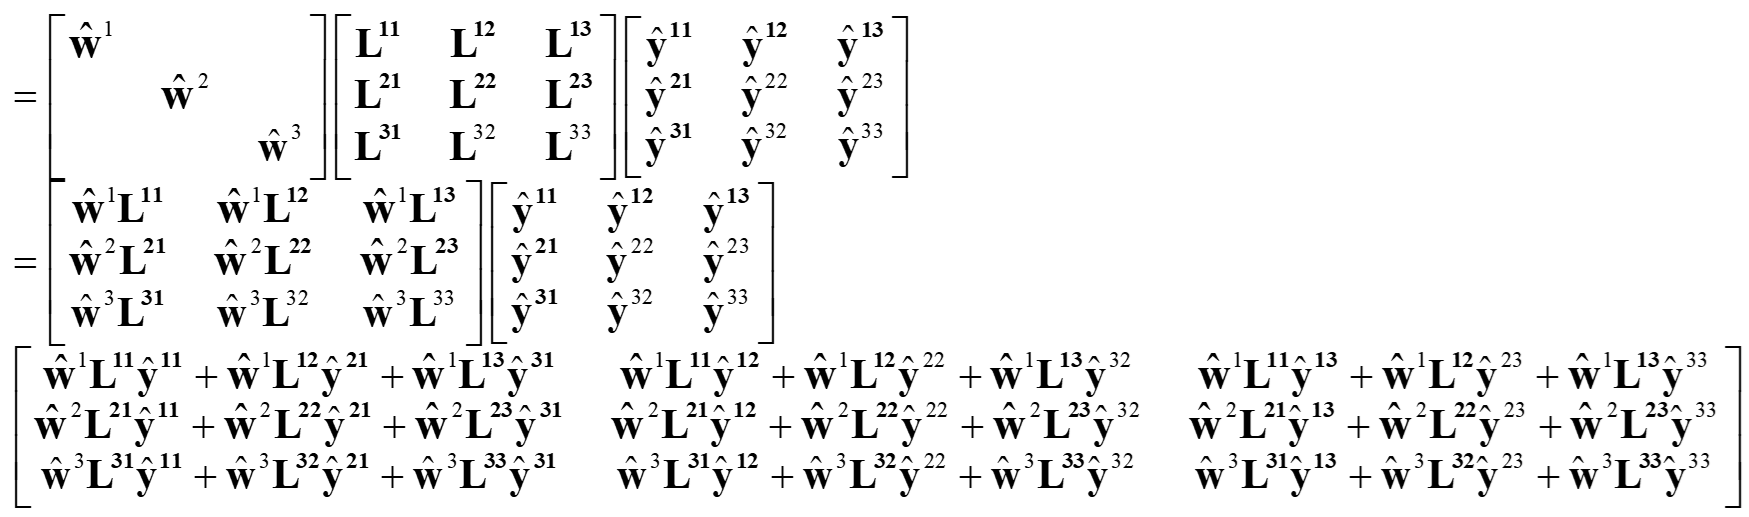 = [ ŵ¹ ] [ L¹¹ L¹² L¹³ ] [ ŷ¹¹ ŷ¹² ŷ¹³ ]
[ ŵ² ] [ L²¹ L²² L²³ ] [ ŷ²¹ ŷ²² ŷ²³ ]
[ ŵ³ ] [ L³¹ L³² L³³ ] [ ŷ³¹ ŷ³² ŷ³³ ]
= [ ŵ¹L¹¹ ŵ¹L¹² ŵ¹L¹³ ] [ ŷ¹¹ ŷ¹² ŷ¹³ ]
[ ŵ²L²¹ ŵ²L²² ŵ²L²³ ] [ ŷ²¹ ŷ²² ŷ²³ ]
[ ŵ³L³¹ ŵ³L³² ŵ³L³³ ] [ ŷ³¹ ŷ³² ŷ³³ ]
[ ŵ¹L¹¹ŷ¹¹ + ŵ¹L¹²ŷ²¹ + ŵ¹L¹³ŷ³¹ ŵ¹L¹¹ŷ¹² + ŵ¹L¹²ŷ²² + ŵ¹L¹³ŷ³² ŵ¹L¹¹ŷ¹³ + ŵ¹L¹²ŷ²³ + ŵ¹L¹³ŷ³³ ]
[ ŵ²L²¹ŷ¹¹ + ŵ²L²²ŷ²¹ + ŵ²L²³ŷ³¹ ŵ²L²¹ŷ¹² + ŵ²L²²ŷ²² + ŵ²L²³ŷ³² ŵ²L²¹ŷ¹³ + ŵ²L²²ŷ²³ + ŵ²L²³ŷ³³ ]
[ ŵ³L³¹ŷ¹¹ + ŵ³L³²ŷ²¹ + ŵ³L³³ŷ³¹ ŵ³L³¹ŷ¹² + ŵ³L³²ŷ²² + ŵ³L³³ŷ³² ŵ³L³¹ŷ¹³ + ŵ³L³²ŷ²³ + ŵ³L³³ŷ³³ ]